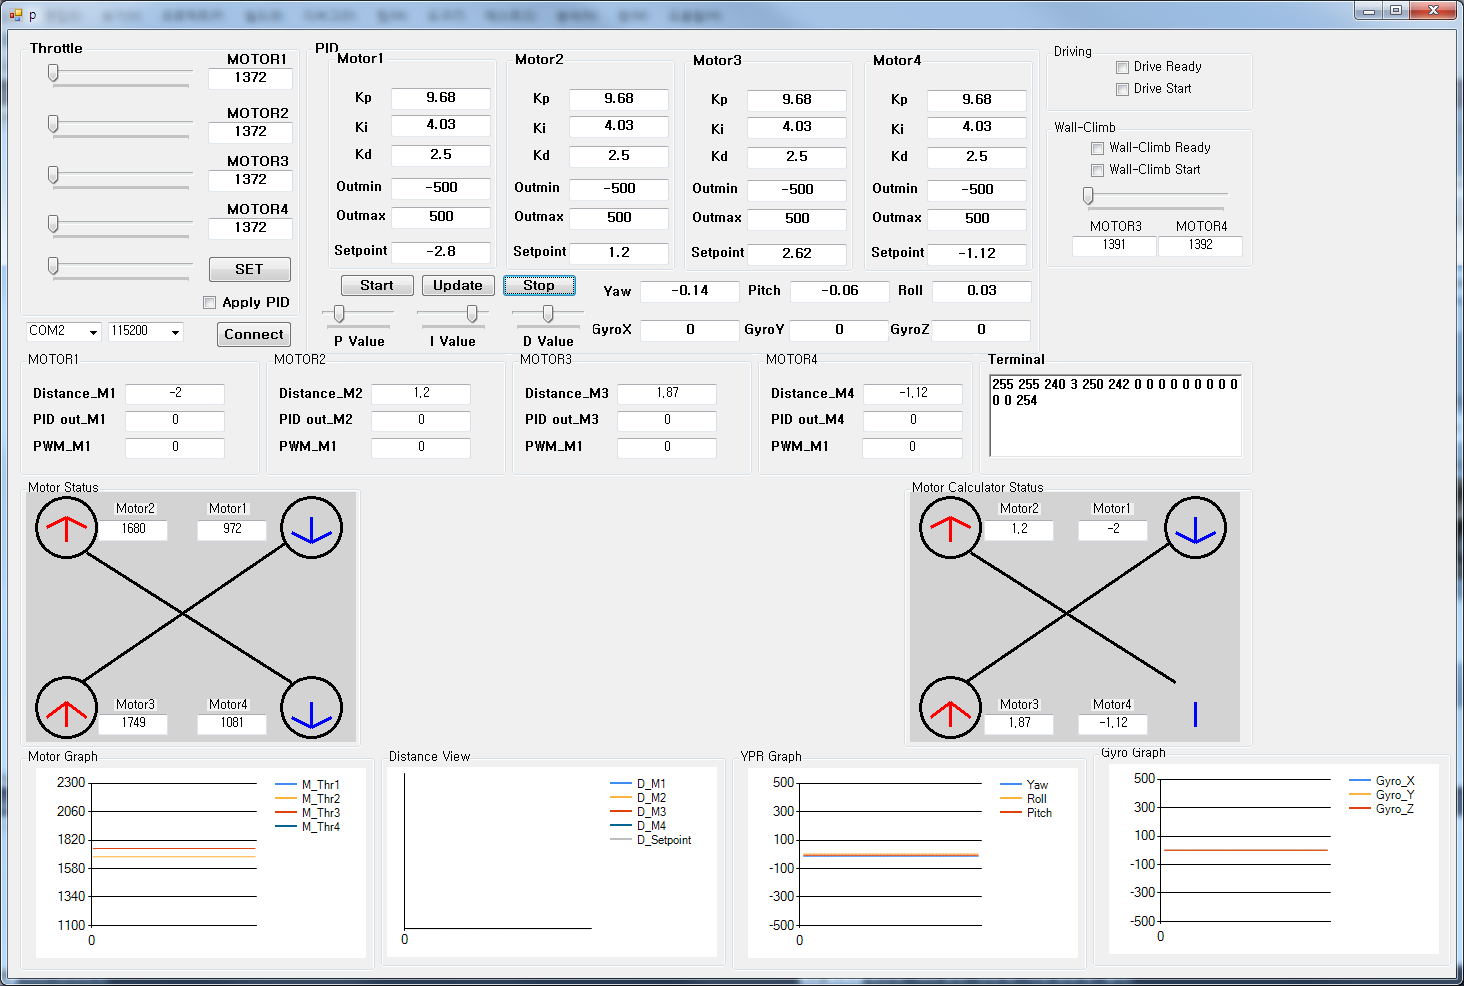 p
Throttle
MOTOR1
1372
MOTOR2
1372
MOTOR3
1372
MOTOR4
1372
SET
Apply PID
COM2
115200
Connect
PID
Motor1
Kp 9.68
Ki 4.03
Kd 2.5
Outmin -500
Outmax 500
Setpoint -2.8
Motor2
Kp 9.68
Ki 4.03
Kd 2.5
Outmin -500
Outmax 500
Setpoint 1.2
Motor3
Kp 9.68
Ki 4.03
Kd 2.5
Outmin -500
Outmax 500
Setpoint 2.62
Motor4
Kp 9.68
Ki 4.03
Kd 2.5
Outmin -500
Outmax 500
Setpoint -1.12
Start Update Stop
P Value I Value D Value
Yaw -0.14 Pitch -0.06 Roll 0.03
GyroX 0 GyroY 0 GyroZ 0
Driving
Drive Ready
Drive Start
Wall-Climb
Wall-Climb Ready
Wall-Climb Start
MOTOR3 MOTOR4
1391 1392
MOTOR1
Distance_M1 -2
PID out_M1 0
PWM_M1 0
MOTOR2
Distance_M2 1,2
PID out_M2 0
PWM_M1 0
MOTOR3
Distance_M3 1,87
PID out_M3 0
PWM_M1 0
MOTOR4
Distance_M4 -1,12
PID out_M4 0
PWM_M1 0
Terminal
255 255 240 3 250 242 0 0 0 0 0 0 0 0 0
0 0 254
Motor Status
Motor2 Motor1
1680 972
Motor3 Motor4
1749 1081
Motor Calculator Status
Motor2 Motor1
1,2 -2
Motor3 Motor4
1,87 -1,12
Motor Graph
2300
2060
1820
1580
1340
1100
0
M_Thr1
M_Thr2
M_Thr3
M_Thr4
Distance View
0
D_M1
D_M2
D_M3
D_M4
D_Setpoint
YPR Graph
500
300
100
-100
-300
-500
0
Yaw
Roll
Pitch
Gyro Graph
500
300
100
-100
-300
-500
0
Gyro_X
Gyro_Y
Gyro_Z